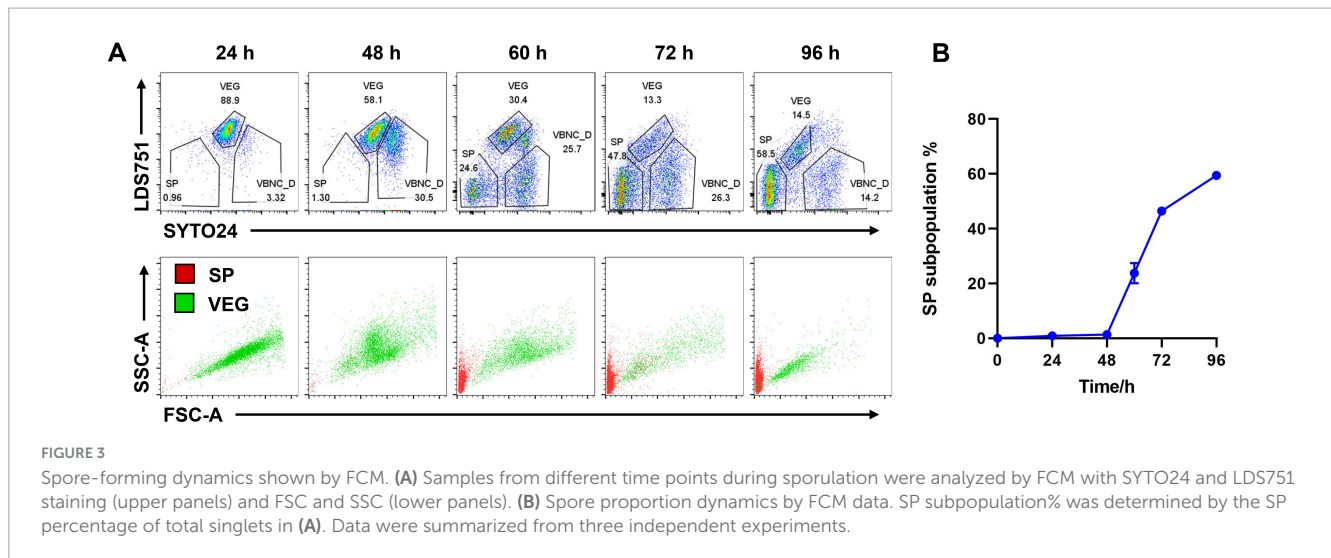 A
B
24 h
48 h
60 h
72 h
96 h
VEG
88.9
SP
0.96
VBNC_D
3.32
VEG
58.1
SP
1.30
VBNC_D
30.5
VEG
30.4
SP
24.6
VBNC_D
25.7
VEG
13.3
SP
47.8
VBNC_D
26.3
VEG
14.5
SP
58.5
VBNC_D
14.2
LDS751
SYTO24
SP
VEG
SSC-A
FSC-A
SP subpopulation %
80
60
40
20
0
0 24 48 72 96
Time/h
FIGURE 3
Spore-forming dynamics shown by FCM. (A) Samples from different time points during sporulation were analyzed by FCM with SYTO24 and LDS751
staining (upper panels) and FSC and SSC (lower panels). (B) Spore proportion dynamics by FCM data. SP subpopulation% was determined by the SP
percentage of total singlets in (A). Data were summarized from three independent experiments.